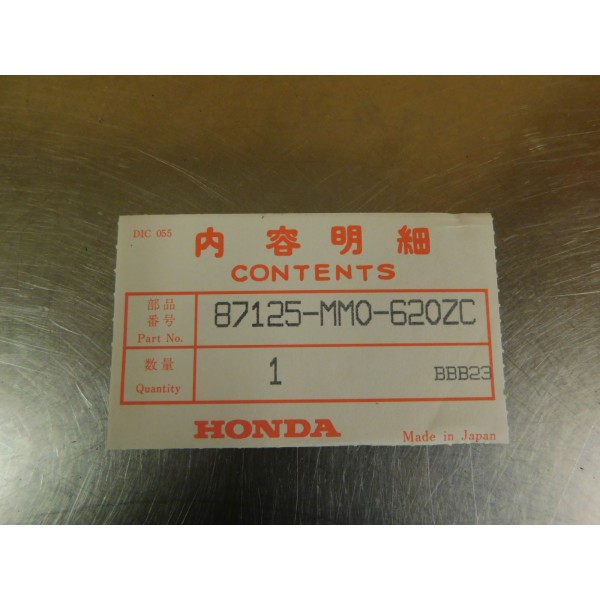 DIC 055
内容明細
CONTENTS
部品
番号
Part No.
87125-MM0-620ZC
数量
Quantity
1
BBB23
HONDA
Made in Japan